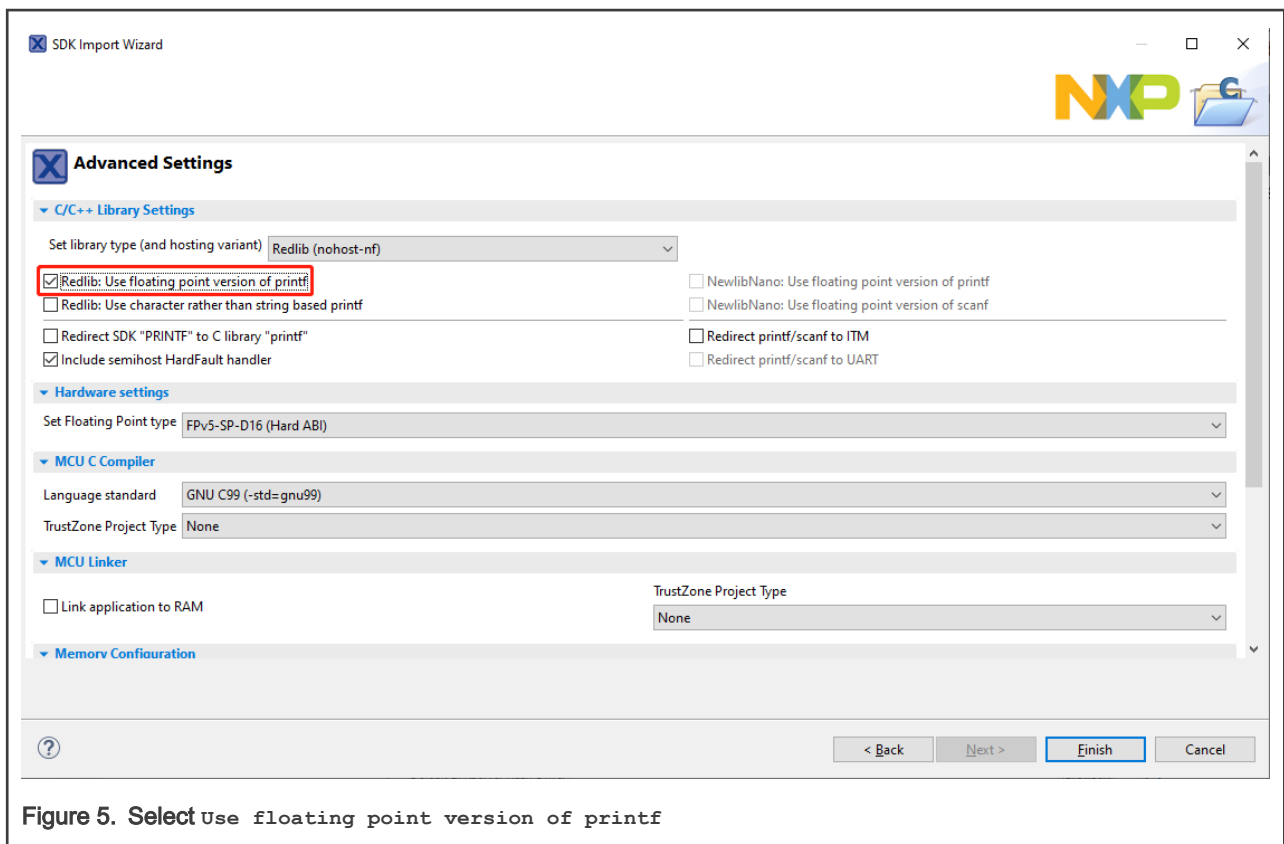 SDK Import Wizard
NXP
C
Advanced Settings
C/C++ Library Settings
Set library type (and hosting variant) Redlib (nohost-nf)
Redlib: Use floating point version of printf NewlibNano: Use floating point version of printf
Redlib: Use character rather than string based printf NewlibNano: Use floating point version of scanf
Redirect SDK "PRINTF" to C library "printf" Redirect printf/scanf to ITM
Include semihost HardFault handler Redirect printf/scanf to UART
Hardware settings
Set Floating Point type FPv5-SP-D16 (Hard ABI)
MCU C Compiler
Language standard GNU C99 (-std=gnu99)
TrustZone Project Type None
MCU Linker
TrustZone Project Type
Link application to RAM
None
Memory Configuration
? < Back Next > Finish Cancel
Figure 5. Select Use floating point version of printf